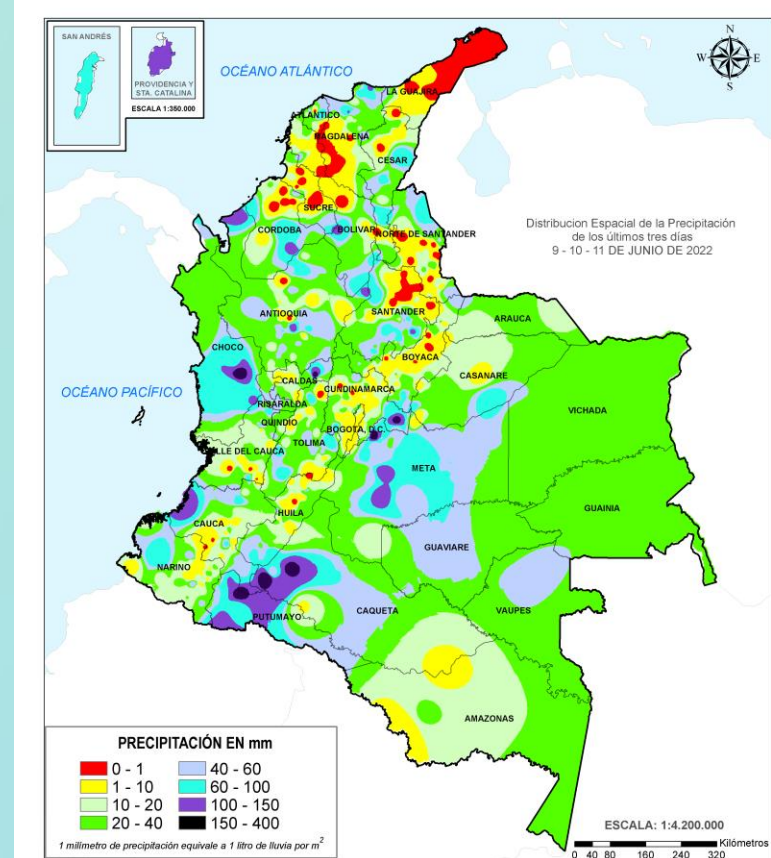 SAN ANDRÉS
PROVIDENCIA Y
STA. CATALINA
ESCALA 1:350.000
OCÉANO ATLÁNTICO
N
W E
S
LA GUAJIRA
ATLANTICO
MAGDALENA
CESAR
SUCRE
CORDOBA
BOLIVAR
NORTE DE SANTANDER
Distribucion Espacial de la Precipitación
de los últimos tres días
9 - 10 - 11 DE JUNIO DE 2022
ANTIOQUIA
SANTANDER
ARAUCA
CHOCO
BOYACA
CASANARE
OCÉANO PACÍFICO
CALDAS
CUNDINAMARCA
RISARALDA
VICHADA
QUINDIO
BOGOTA, D.C.
TOLIMA
VALLE DEL CAUCA
META
GUAINIA
HUILA
CAUCA
GUAVIARE
NARINO
CAQUETA
VAUPES
PUTUMAYO
AMAZONAS
PRECIPITACIÓN EN mm
0 - 1 40 - 60
1 - 10 60 - 100
10 - 20 100 - 150
20 - 40 150 - 400
1 milimetro de precipitación equivale a 1 litro de lluvia por m²
ESCALA: 1:4.200.000
Kilómetros
0 40 80 160 240 320